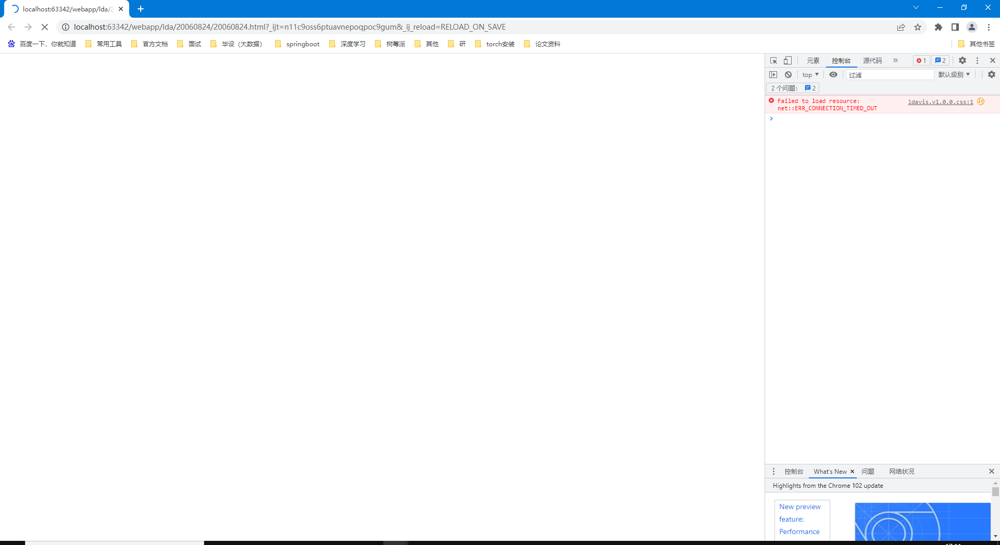 localhost:63342/webapp/lda/2
localhost:63342/webapp/lda/20060824/20060824.html?_ijt=n11c9oss6ptuavnepoqpoc9gum&_ij_reload=RELOAD_ON_SAVE
百度一下，你就知道 常用工具 官方文档 面试 毕设（大数据） springboot 深度学习 树莓派 其他 研 torch安装 论文资料 其他书签
元素 控制台 源代码 » 1 2
top 过滤 默认级别
2 个问题： 2
Failed to load resource: ldavis.v1.0.0.css:1
net::ERR_CONNECTION_TIMED_OUT
控制台 What's New 问题 网络状况
Highlights from the Chrome 102 update
New preview
feature:
Performance